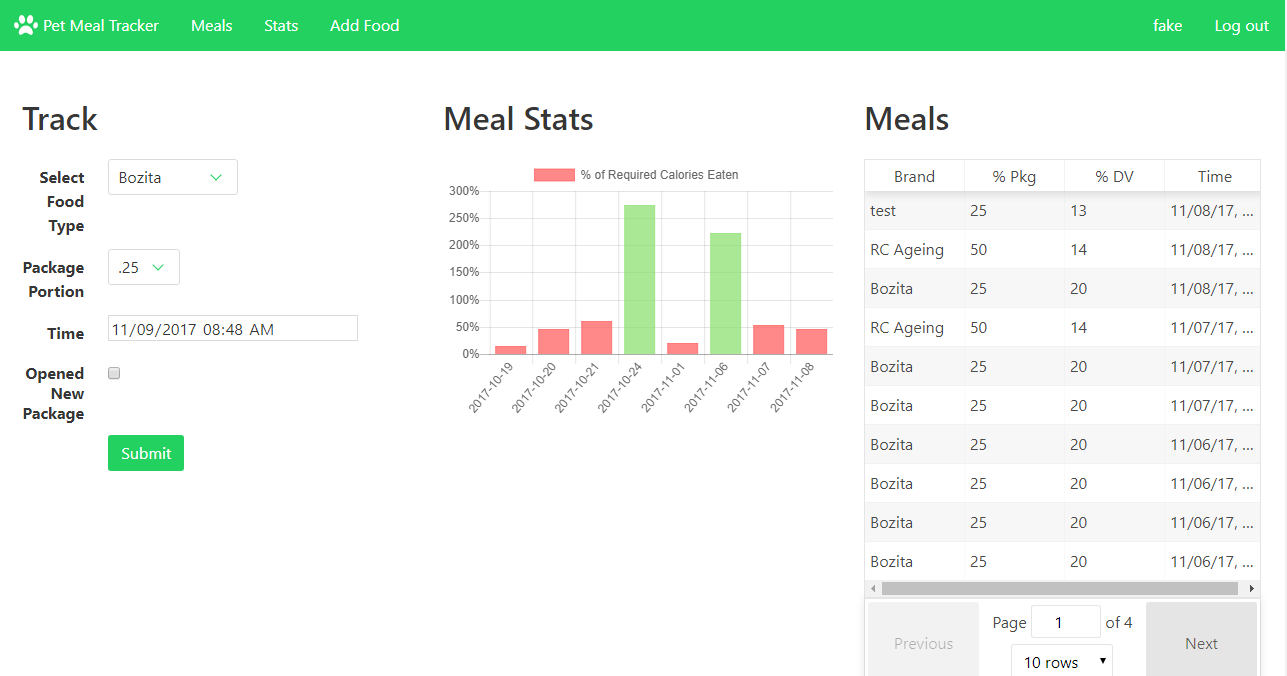 Pet Meal Tracker Meals Stats Add Food fake Log out
Track
Select Food Type
Bozita
Package Portion
.25
Time
11/09/2017 08:48 AM
Opened New Package
Submit
Meal Stats
% of Required Calories Eaten
300%
250%
200%
150%
100%
50%
0%
2017-10-19 2017-10-20 2017-10-21 2017-10-24 2017-11-01 2017-11-06 2017-11-07 2017-11-08
Meals
Brand % Pkg % DV Time
test 25 13 11/08/17, ...
RC Ageing 50 14 11/08/17, ...
Bozita 25 20 11/08/17, ...
RC Ageing 50 14 11/07/17, ...
Bozita 25 20 11/07/17, ...
Bozita 25 20 11/07/17, ...
Bozita 25 20 11/06/17, ...
Bozita 25 20 11/06/17, ...
Bozita 25 20 11/06/17, ...
Bozita 25 20 11/06/17, ...
Previous Page 1 of 4 Next
10 rows